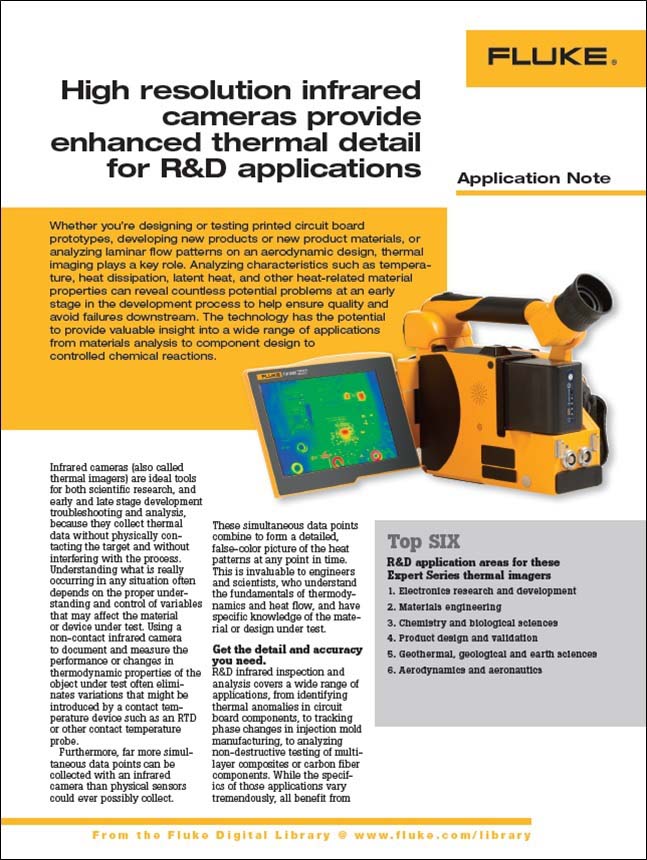 FLUKE®
High resolution infrared
cameras provide
enhanced thermal detail
for R&D applications
Application Note
Whether you're designing or testing printed circuit board
prototypes, developing new products or new product materials, or
analyzing laminar flow patterns on an aerodynamic design, thermal
imaging plays a key role. Analyzing characteristics such as tempera-
ture, heat dissipation, latent heat, and other heat-related material
properties can reveal countless potential problems at an early
stage in the development process to help ensure quality and
avoid failures downstream. The technology has the potential
to provide valuable insight into a wide range of applications
from materials analysis to component design to
controlled chemical reactions.
FLUKE
Infrared cameras (also called
thermal imagers) are ideal tools
for both scientific research, and
early and late stage development
troubleshooting and analysis,
because they collect thermal
data without physically con-
tacting the target and without
interfering with the process.
Understanding what is really
occurring in any situation often
depends on the proper under-
standing and control of variables
that may affect the material
or device under test. Using a
non-contact infrared camera
to document and measure the
performance or changes in
thermodynamic properties of the
object under test often elimi-
nates variations that might be
introduced by a contact tem-
perature device such as an RTD
or other contact temperature
probe.
Furthermore, far more simul-
taneous data points can be
collected with an infrared
camera than physical sensors
could ever possibly collect.
These simultaneous data points
combine to form a detailed,
false-color picture of the heat
patterns at any point in time.
This is invaluable to engineers
and scientists, who understand
the fundamentals of thermody-
namics and heat flow, and have
specific knowledge of the mate-
rial or design under test.
Get the detail and accuracy
you need.
R&D infrared inspection and
analysis covers a wide range of
applications, from identifying
thermal anomalies in circuit
board components, to tracking
phase changes in injection mold
manufacturing, to analyzing
non-destructive testing of multi-
layer composites or carbon fiber
components. While the specif-
ics of those applications vary
tremendously, all benefit from
Top SIX
R&D application areas for these
Expert Series thermal imagers
1. Electronics research and development
2. Materials engineering
3. Chemistry and biological sciences
4. Product design and validation
5. Geothermal, geological and earth sciences
6. Aerodynamics and aeronautics
From the Fluke Digital Library @ www.fluke.com/library